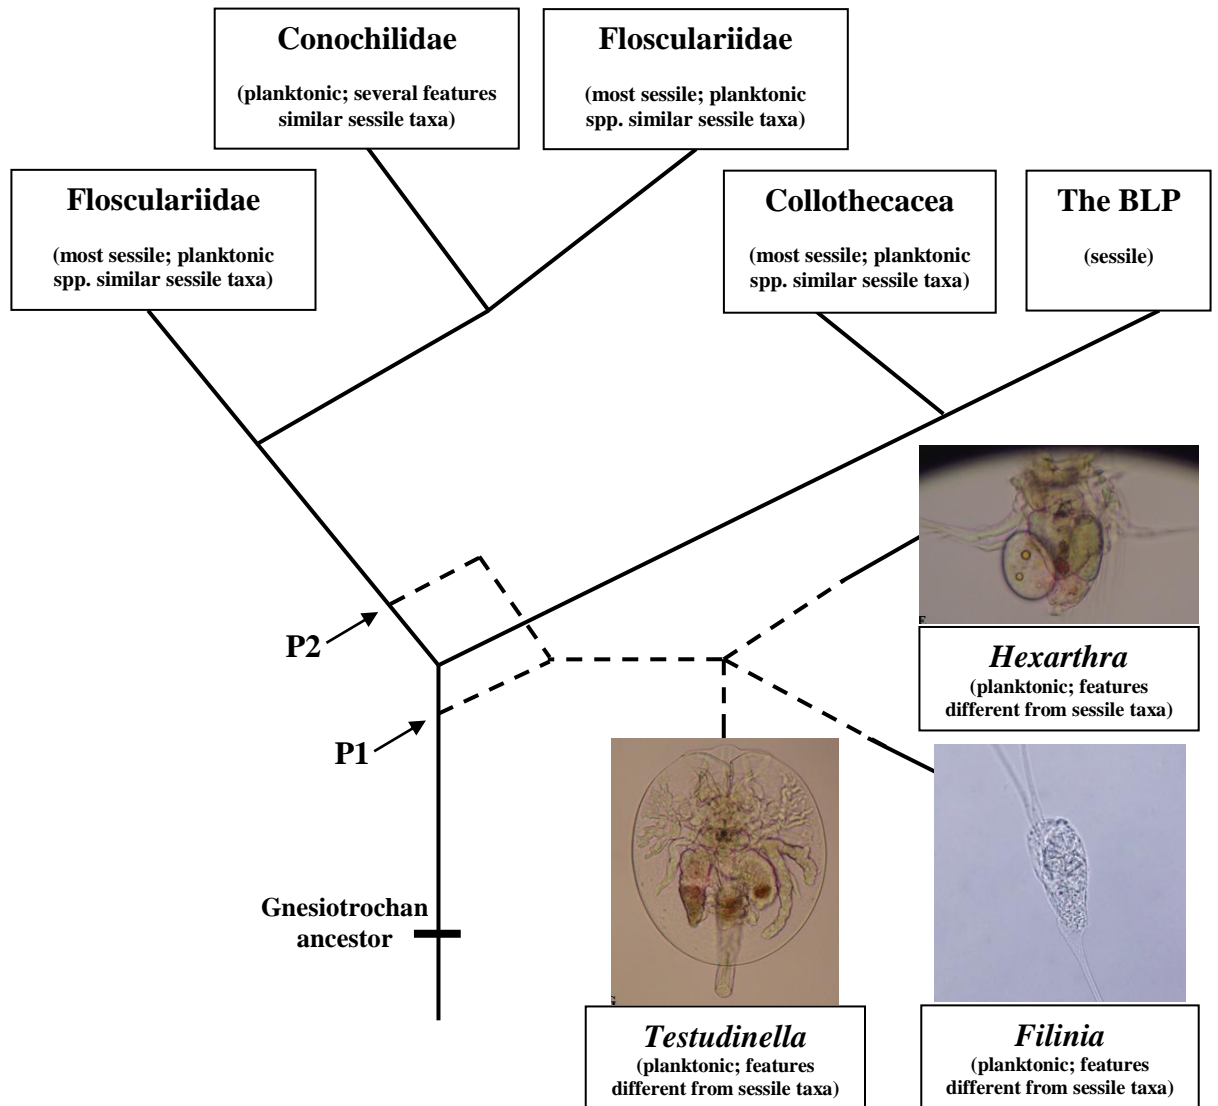 Conochilidae
(planktonic; several features
similar sessile taxa)
Flosculariidae
(most sessile; planktonic
spp. similar sessile taxa)
Flosculariidae
(most sessile; planktonic
spp. similar sessile taxa)
Collothecacea
(most sessile; planktonic
spp. similar sessile taxa)
The BLP
(sessile)
P2
P1
Hexarthra
(planktonic; features
different from sessile taxa)
Gnesiotrochan
ancestor
Testudinella
(planktonic; features
different from sessile taxa)
Filinia
(planktonic; features
different from sessile taxa)